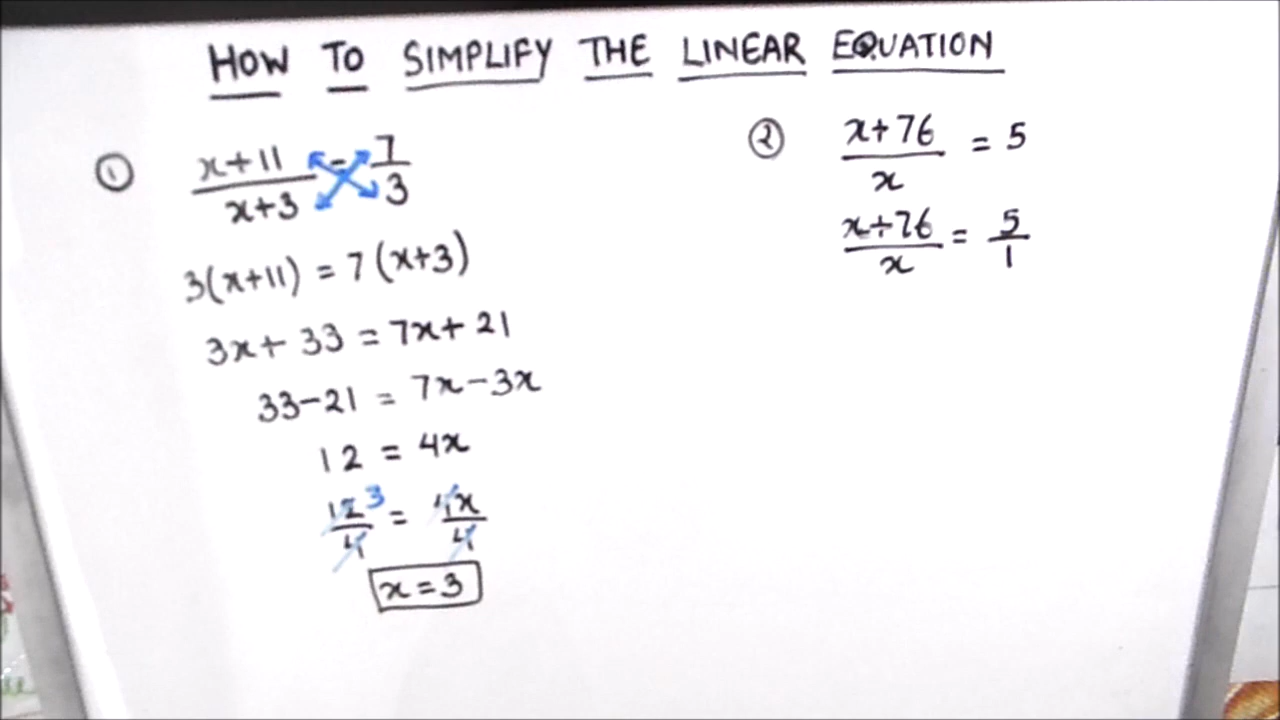 HOW TO SIMPLIFY THE LINEAR EQUATION
① x+11/x+3 = 7/3
3(x+11) = 7(x+3)
3x+33 = 7x+21
33-21 = 7x-3x
12 = 4x
12/4 3 = 4x/4
x=3
② x+76/x = 5
x+76/x = 5/1